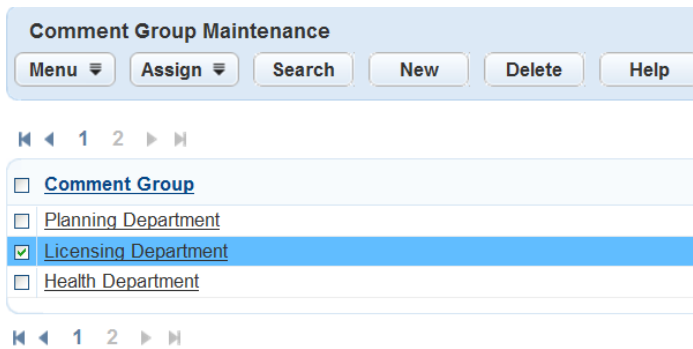 Comment Group Maintenance
Menu Assign Search New Delete Help
1 2
Comment Group
Planning Department
Licensing Department
Health Department
1 2